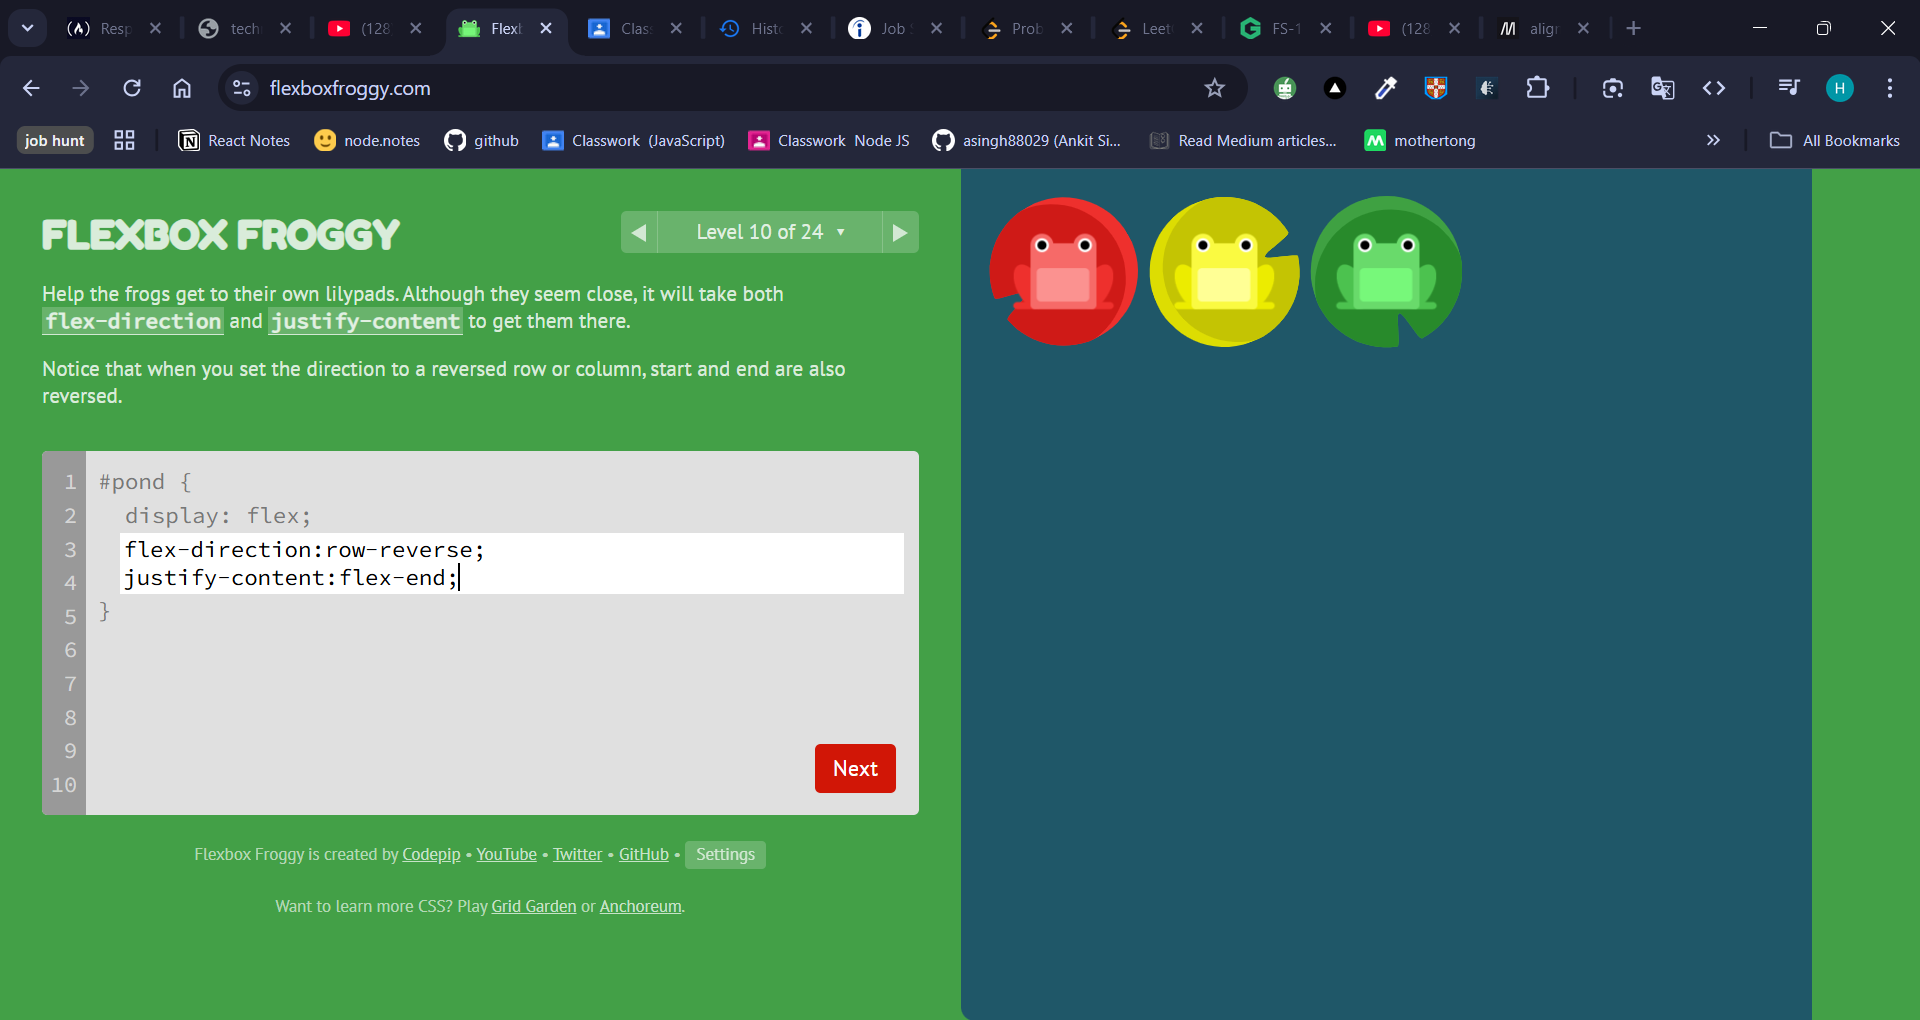 Resp
tech
(128
Flexb
Class
Histo
Job S
Prob
Leet
FS-1
(128
align
flexboxfroggy.com
H
job hunt
React Notes
node.notes
github
Classwork (JavaScript)
Classwork Node JS
asingh88029 (Ankit Si...
Read Medium articles...
mothertong
All Bookmarks
FLEXBOX FROGGY
Level 10 of 24
Help the frogs get to their own lilypads. Although they seem close, it will take both
flex-direction and justify-content to get them there.
Notice that when you set the direction to a reversed row or column, start and end are also
reversed.
1 #pond {
2 display: flex;
3 flex-direction:row-reverse;
4 justify-content:flex-end;
5 }
6
7
8
9
10
Next
Flexbox Froggy is created by Codepip • YouTube • Twitter • GitHub • Settings
Want to learn more CSS? Play Grid Garden or Anchoreum.